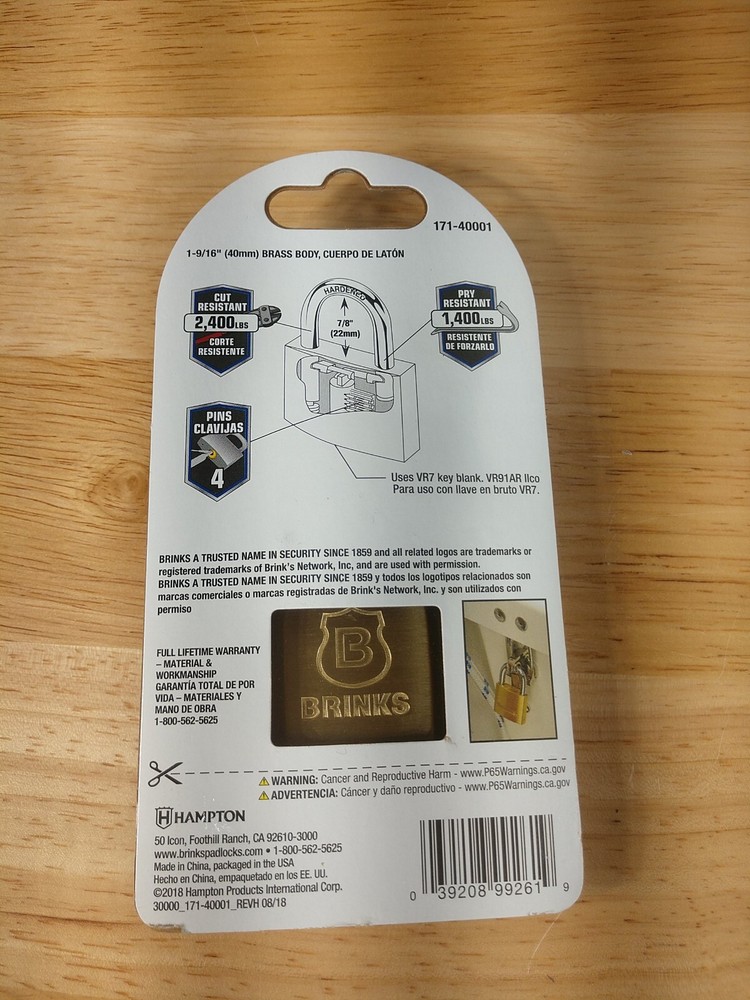 171-40001
1-9/16" (40mm) BRASS BODY, CUERPO DE LATÓN
CUT
RESISTANT
2,400LBS
CORTE
RESISTENTE
HARDENED
7/8"
(22mm)
PRY
RESISTANT
1,400LBS
RESISTENTE
DE FORZARLO
PINS
CLAVIJAS
4
Uses VR7 key blank. VR91AR Ilco
Para uso con llave en bruto VR7.
BRINKS A TRUSTED NAME IN SECURITY SINCE 1859 and all related logos are trademarks or
registered trademarks of Brink's Network, Inc, and are used with permission.
BRINKS A TRUSTED NAME IN SECURITY SINCE 1859 y todos los logotipos relacionados son
marcas comerciales o marcas registradas de Brink's Network, Inc. y son utilizados con
permiso
FULL LIFETIME WARRANTY
– MATERIAL &
WORKMANSHIP
GARANTÍA TOTAL DE POR
VIDA – MATERIALES Y
MANO DE OBRA
1-800-562-5625
B
BRINKS
WARNING: Cancer and Reproductive Harm - www.P65Warnings.ca.gov
ADVERTENCIA: Cáncer y daño reproductivo - www.P65Warnings.ca.gov
HAMPTON
50 Icon, Foothill Ranch, CA 92610-3000
www.brinkspadlocks.com • 1-800-562-5625
Made in China, packaged in the USA
Hecho en China, empaquetado en los EE. UU.
©2018 Hampton Products International Corp.
30000_171-40001_REVH 08/18
0 39208 99261 9